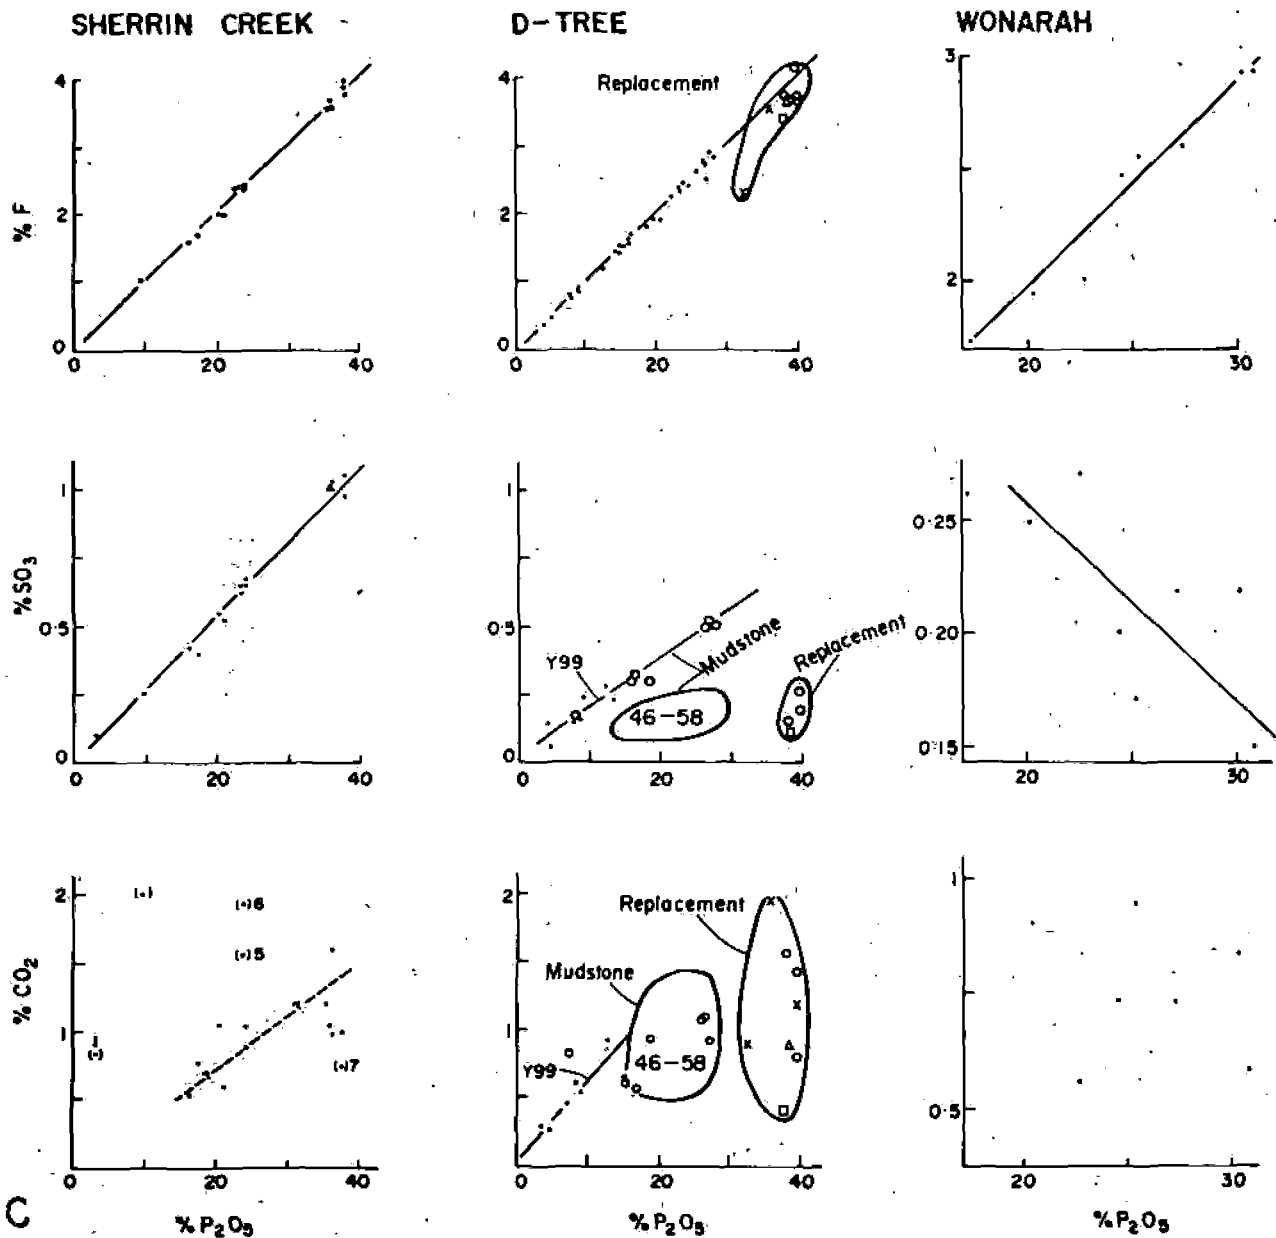 SHERRIN CREEK
D-TREE
WONARAH
% F
4
2
0
0 20 40
Replacement
4
2
0
0 20 40
3
2
20 30
% SO3
1
0·5
0
0 20 40
1
0·5
0
Y99
Mudstone
46-58
Replacement
0 20 40
0·25
0·20
0·15
20 30
% CO2
2
1
(·)
(·)6
(·)5
(·)7
0 20 40
% P2O5
2
1
Replacement
Mudstone
46-58
Y99
0 20 40
% P2O5
1
0·5
20 30
% P2O5
C